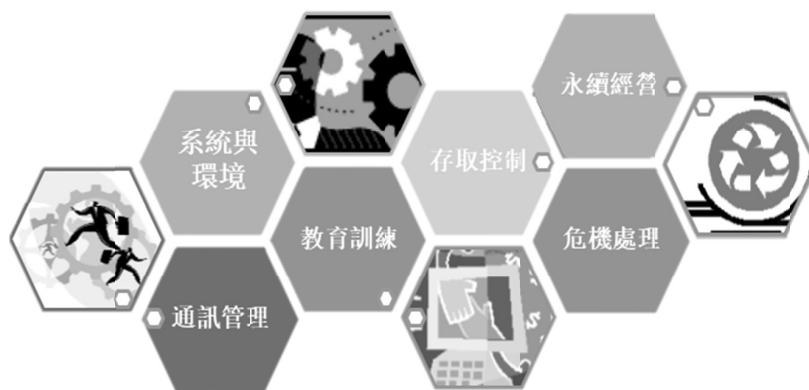 系統與
環境
通訊管理
教育訓練
存取控制
永續經營
危機處理